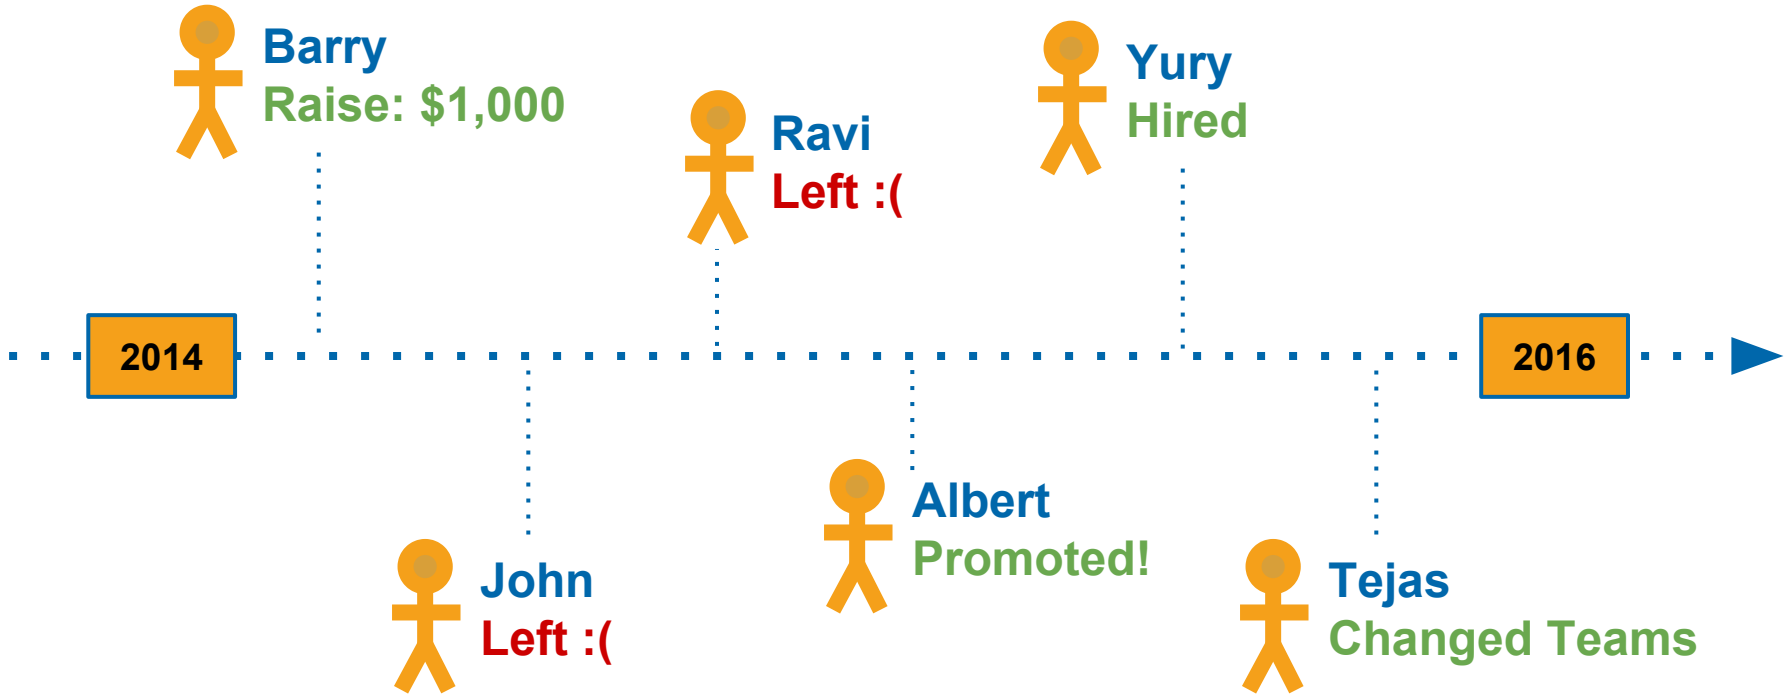 Barry
Raise: $1,000
Ravi
Left :(
Yury
Hired
2014
2016
John
Left :(
Albert
Promoted!
Tejas
Changed Teams